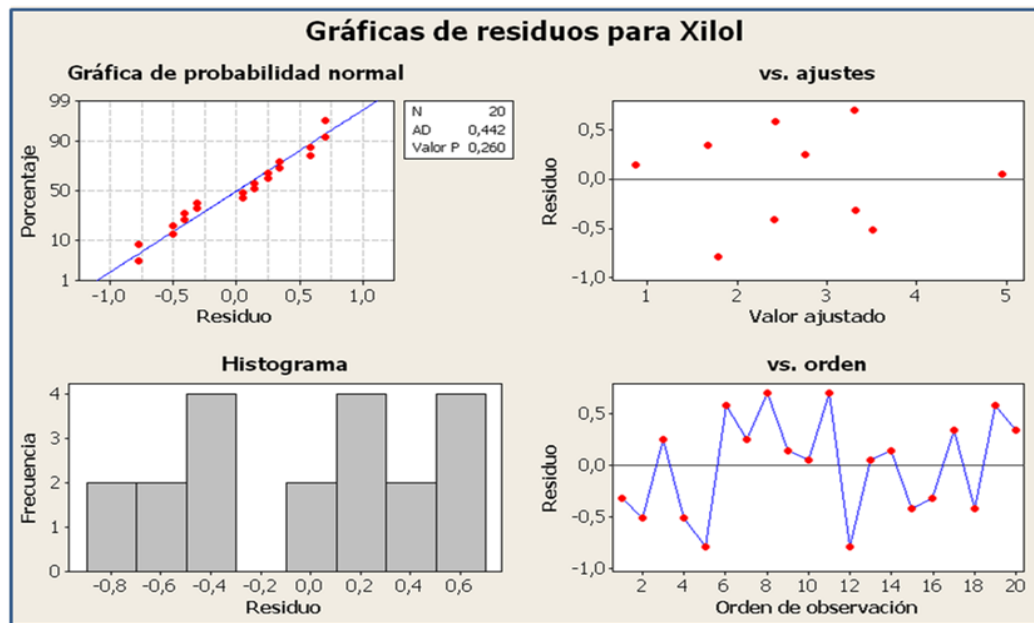 Gráficas de residuos para Xilol
Gráfica de probabilidad normal
Porcentaje
99
90
50
10
1
-1,0 -0,5 0,0 0,5 1,0
Residuo
N 20
AD 0,442
Valor P 0,260
vs. ajustes
Residuo
0,5
0,0
-0,5
-1,0
1 2 3 4 5
Valor ajustado
Histograma
Frecuencia
4
3
2
1
0
-0,8 -0,6 -0,4 -0,2 0,0 0,2 0,4 0,6
Residuo
vs. orden
Residuo
0,5
0,0
-0,5
-1,0
2 4 6 8 10 12 14 16 18 20
Orden de observación